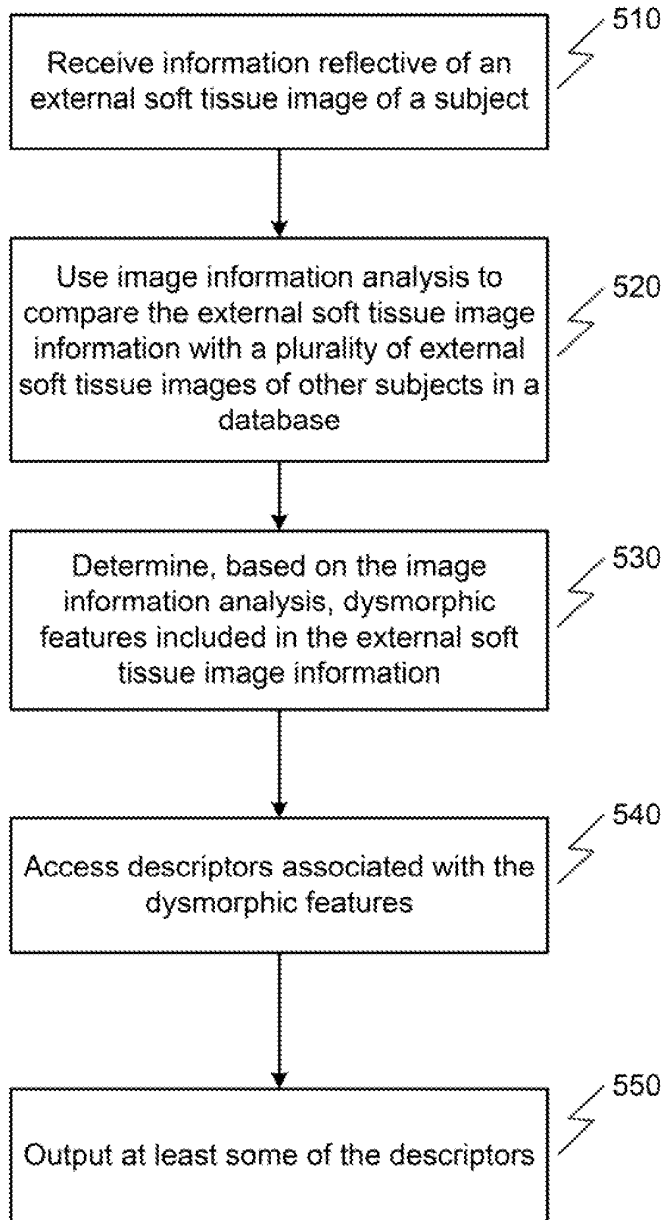 510
Receive information reflective of an
external soft tissue image of a subject
520
Use image information analysis to
compare the external soft tissue image
information with a plurality of external
soft tissue images of other subjects in a
database
530
Determine, based on the image
information analysis, dysmorphic
features included in the external soft
tissue image information
540
Access descriptors associated with the
dysmorphic features
550
Output at least some of the descriptors